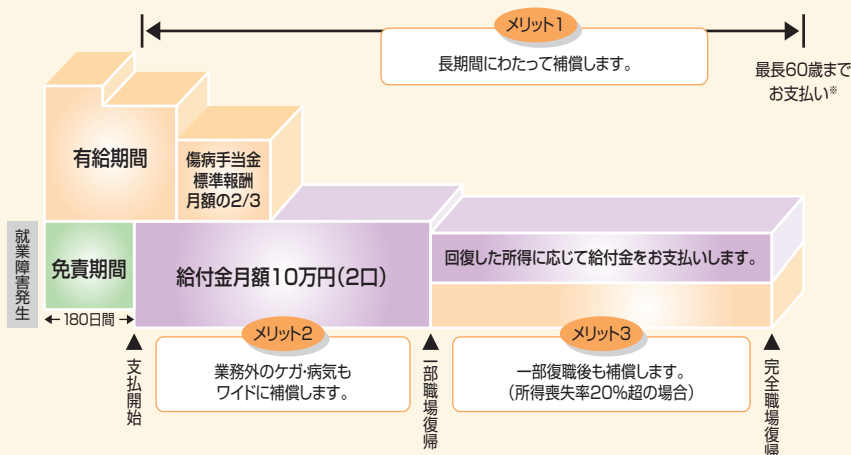 メリット1
長期間にわたって補償します。
最長60歳まで
お支払い※
有給期間
傷病手当金
標準報酬
月額の2/3
就業障害発生
免責期間
給付金月額10万円(2口)
回復した所得に応じて給付金をお支払いします。
180日間
支払開始
メリット2
業務外のケガ・病気も
ワイドに補償します。
一部職場復帰
メリット3
一部復職後も補償します。
(所得喪失率20%超の場合)
完全職場復帰